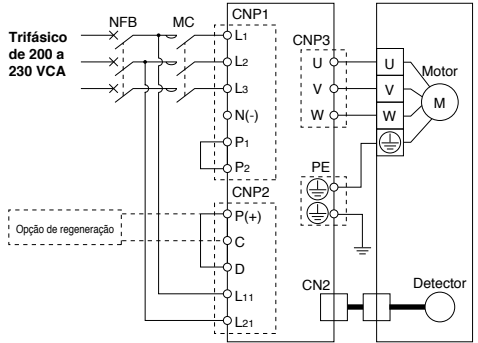 NFB
MC
CNP1
Trifásico
de 200 a
230 VCA
L1
L2
L3
N(-)
P1
P2
CNP3
U
V
W
U
V
W
Motor
M
PE
CNP2
P(+)
C
D
L11
L21
Opção de regeneração
CN2
Detector